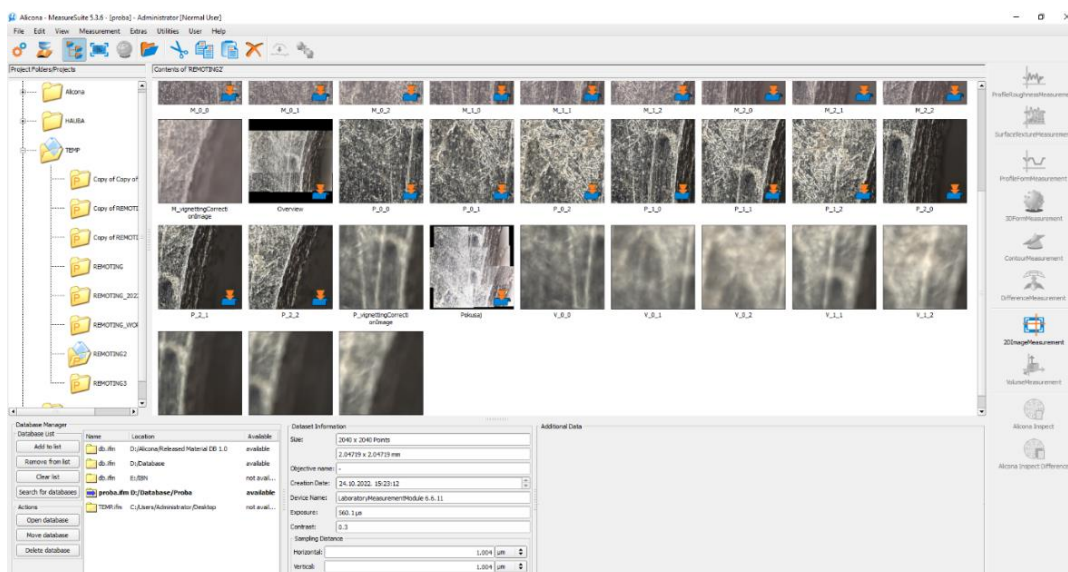 Alicona - MeasureSuite 5.3.6 - [proba] - Administrator [Normal User]
File Edit View Measurement Extras Utilities User Help
Project Folders/Projects
Contents of 'REMOTING2'
Alicona
HAUBA
TEMP
Copy of Copy of
Copy of REMOTI
Copy of REMOTI
REMOTING
REMOTING_202
REMOTING_WOR
REMOTING2
REMOTING3
M_0_0 M_0_1 M_0_2 M_1_0 M_1_1 M_1_2 M_2_0 M_2_1 M_2_2
M_vignettingCorrecti
onImage
Overview P_0_0 P_0_1 P_0_2 P_1_0 P_1_1 P_1_2 P_2_0
P_2_1 P_2_2 P_vignettingCorrecti
onImage
Pokusaj V_0_0 V_0_1 V_0_2 V_1_1 V_1_2
ProfileRoughnessMeasurement
SurfaceTextureMeasurement
ProfileFormMeasurement
3DFormMeasurement
ContourMeasurement
DifferenceMeasurement
2DImageMeasurement
VolumeMeasurement
Alicona Inspect
Alicona Inspect Difference
Database Manager
Database List
Add to list
Remove from list
Clear list
Search for databases
Actions
Open database
Move database
Delete database
Name Location Available
db.ifm D:/Alicona/Released Material DB 1.0 available
db.ifm D:/Database available
db.ifm not avail...
proba.ifm D:/Database/Proba available
TEMP.ifm C:/Users/Administrator/Desktop not avail...
Dataset Information
Size: 2040 x 2040 Points
2.04719 x 2.04719 mm
Objective name: -
Creation Date: 24.10.2022. 15:23:12
Device Name: LaboratoryMeasurementModule 6.6.11
Exposure: 560.1µs
Contrast: 0.3
Sampling Distance
Horizontal: 1.004 µm
Vertical: 1.004 µm
Additional Data